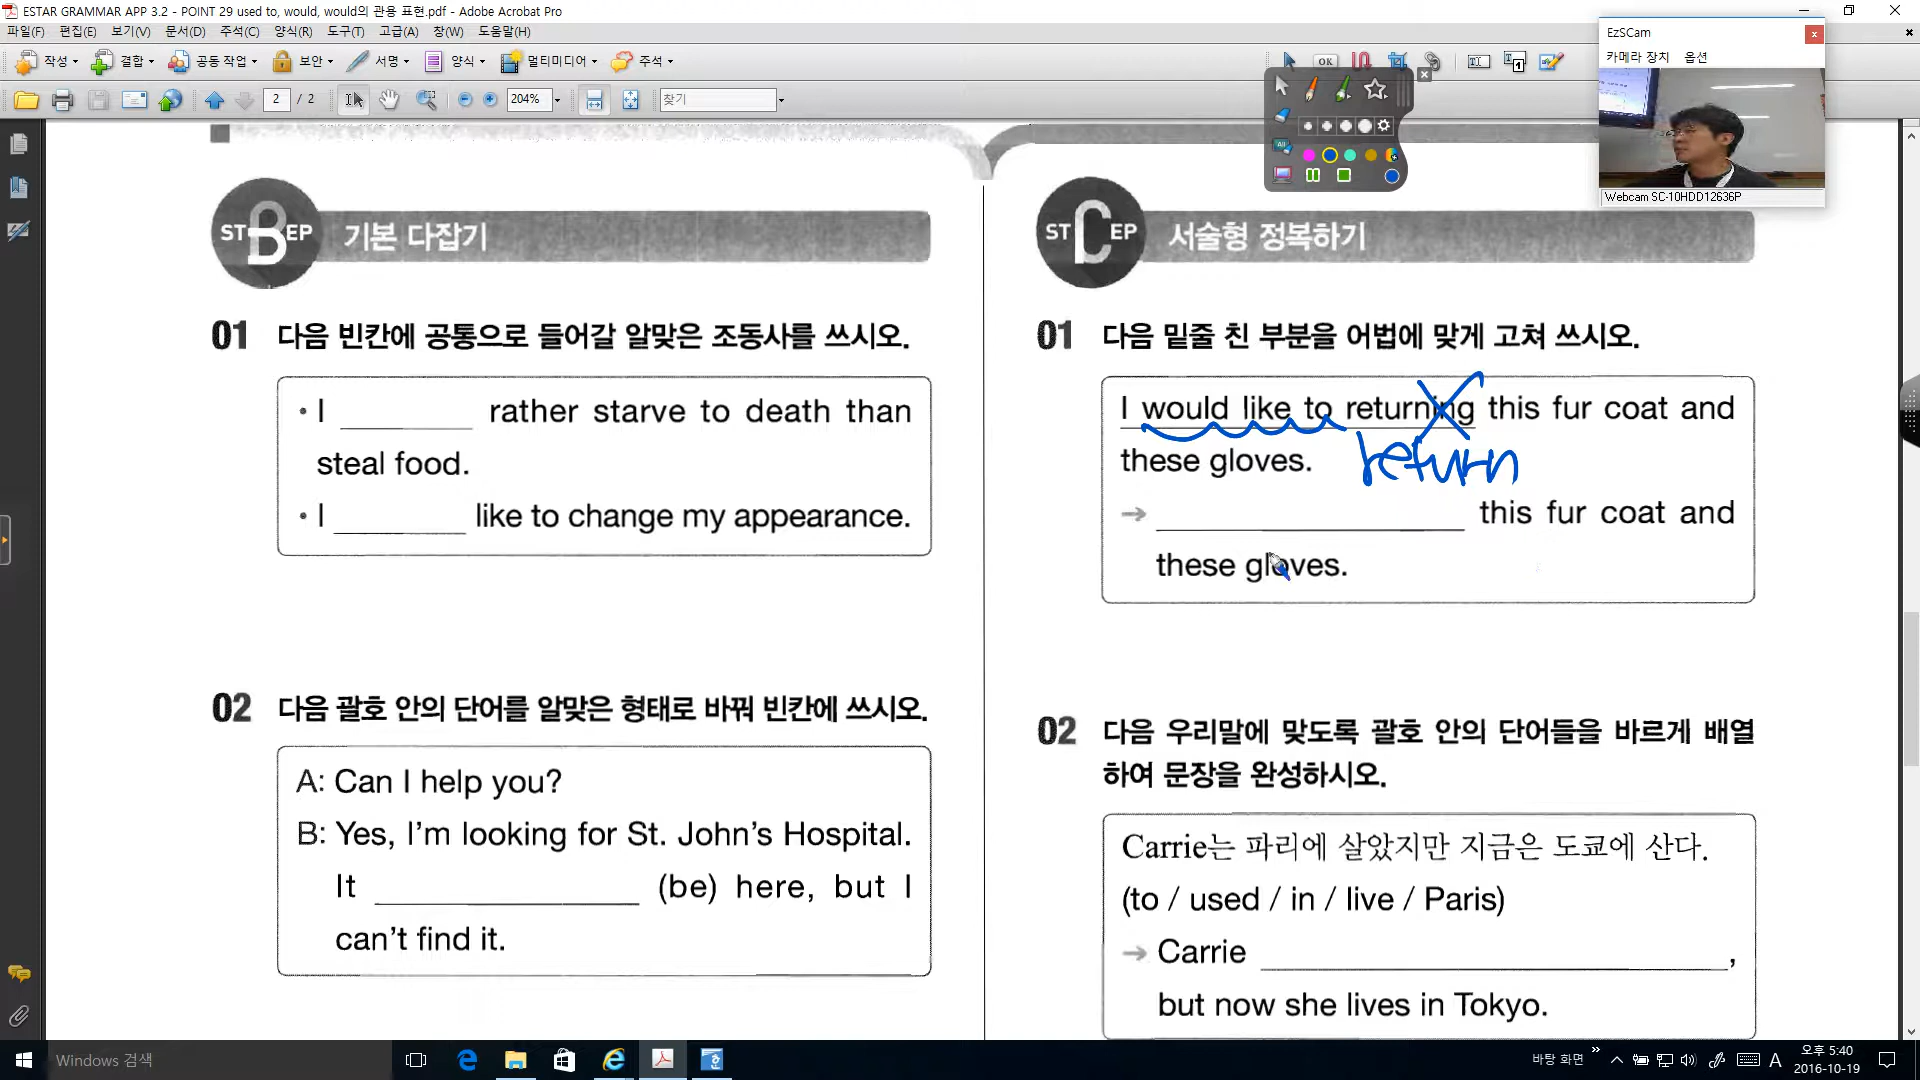 ESTAR GRAMMAR APP 3.2 - POINT 29 used to, would, would의 관용 표현.pdf - Adobe Acrobat Pro
파일(F) 편집(E) 보기(V) 문서(D) 주석(C) 양식(R) 도구(T) 고급(A) 창(W) 도움말(H)
작성 결합 공동 작업 보안 서명 양식 멀티미디어 주석
OK
2 / 2 204% 찾기
EzSCam
카메라 장치 옵션
Webcam SC-10HDD12636P
All
STEP B 기본 다잡기
01 다음 빈칸에 공통으로 들어갈 알맞은 조동사를 쓰시오.
• I ________ rather starve to death than
steal food.
• I ________ like to change my appearance.
02 다음 괄호 안의 단어를 알맞은 형태로 바꿔 빈칸에 쓰시오.
A: Can I help you?
B: Yes, I'm looking for St. John's Hospital.
It ________________ (be) here, but I
can't find it.
STEP C 서술형 정복하기
01 다음 밑줄 친 부분을 어법에 맞게 고쳐 쓰시오.
I would like to returning this fur coat and
these gloves. return
→ ____________________ this fur coat and
these gloves.
02 다음 우리말에 맞도록 괄호 안의 단어들을 바르게 배열
하여 문장을 완성하시오.
Carrie는 파리에 살았지만 지금은 도쿄에 산다.
(to / used / in / live / Paris)
→ Carrie ______________________________,
but now she lives in Tokyo.
Windows 검색
바탕 화면 A 오후 5:40
2016-10-19